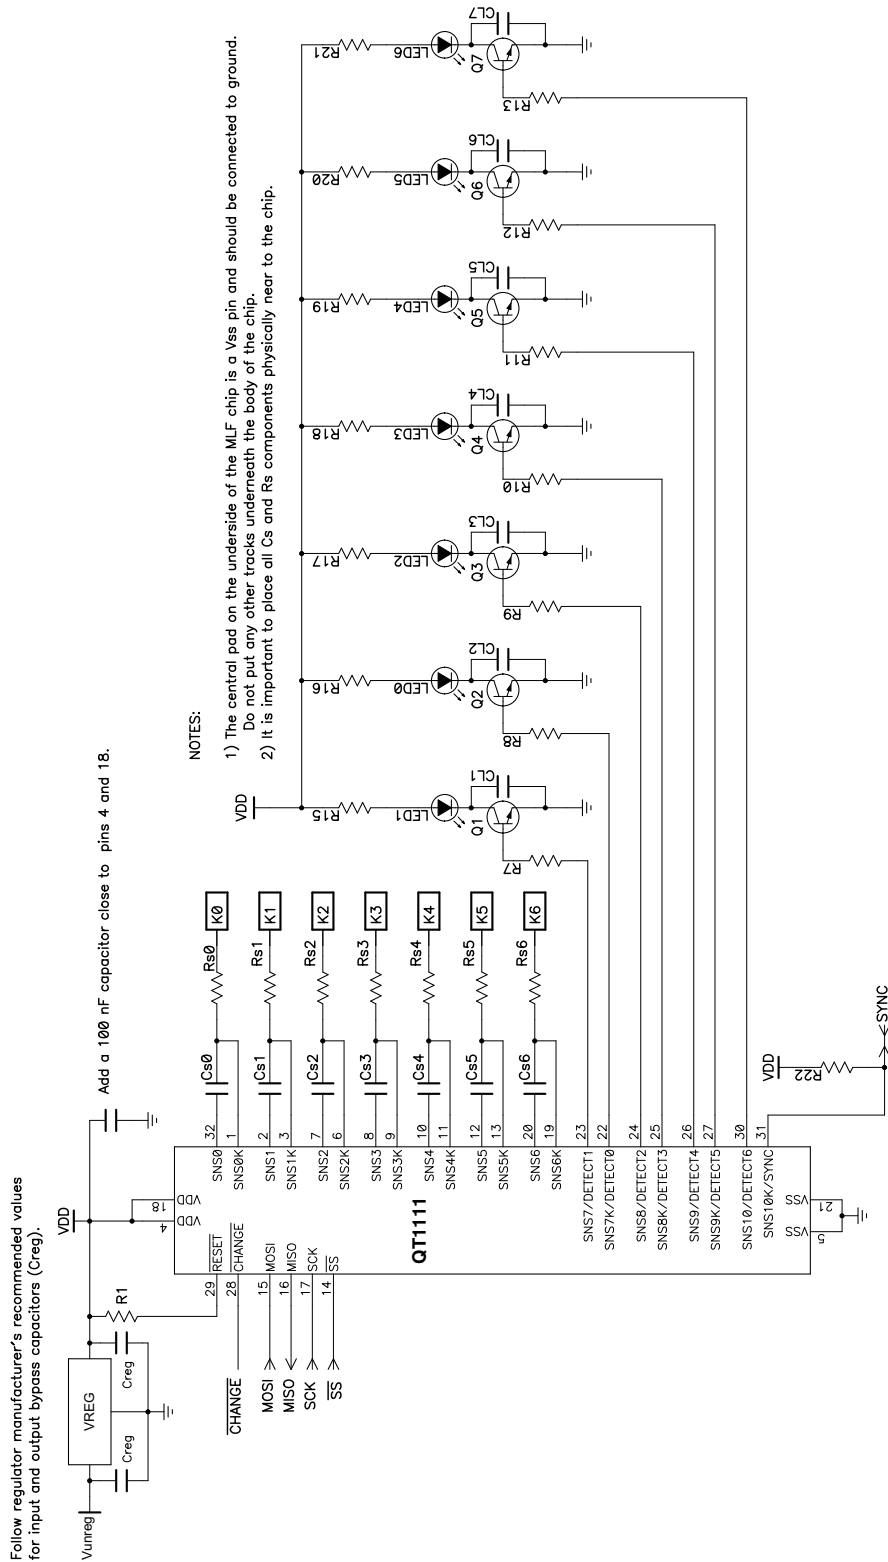 Follow regulator manufacturer's recommended values
for input and output bypass capacitors (Creg).
Vunreg
VREG
Creg
Creg
R1
VDD
Add a 100 nF capacitor close to pins 4 and 18.
NOTES:
1) The central pad on the underside of the MLF chip is a Vss pin and should be connected to ground.
Do not put any other tracks underneath the body of the chip.
2) It is important to place all Cs and Rs components physically near to the chip.
QT1111
4
VDD
18
VDD
29
RESET
28
CHANGE
15
MOSI
16
MISO
17
SCK
14
SS
CHANGE
MOSI
MISO
SCK
SS
SNS0 32
SNS0K 1
SNS1 2
SNS1K 3
SNS2 7
SNS2K 6
SNS3 8
SNS3K 9
SNS4 10
SNS4K 11
SNS5 12
SNS5K 13
SNS6 20
SNS6K 19
SNS7/DETECT1 23
SNS7K/DETECT0 22
SNS8/DETECT2 24
SNS8K/DETECT3 25
SNS9/DETECT4 26
SNS9K/DETECT5 27
SNS10/DETECT6 30
SNS10K/SYNC 31
VSS
5
VSS
21
Cs0 Rs0 K0
Cs1 Rs1 K1
Cs2 Rs2 K2
Cs3 Rs3 K3
Cs4 Rs4 K4
Cs5 Rs5 K5
Cs6 Rs6 K6
VDD
R15
LED1
CL1
Q1
R7
R16
LED0
CL2
Q2
R8
R17
LED2
CL3
Q3
R9
R18
LED3
CL4
Q4
R10
R19
LED4
CL5
Q5
R11
R20
LED5
CL6
Q6
R12
R21
LED6
CL7
Q7
R13
VDD
R22
SYNC